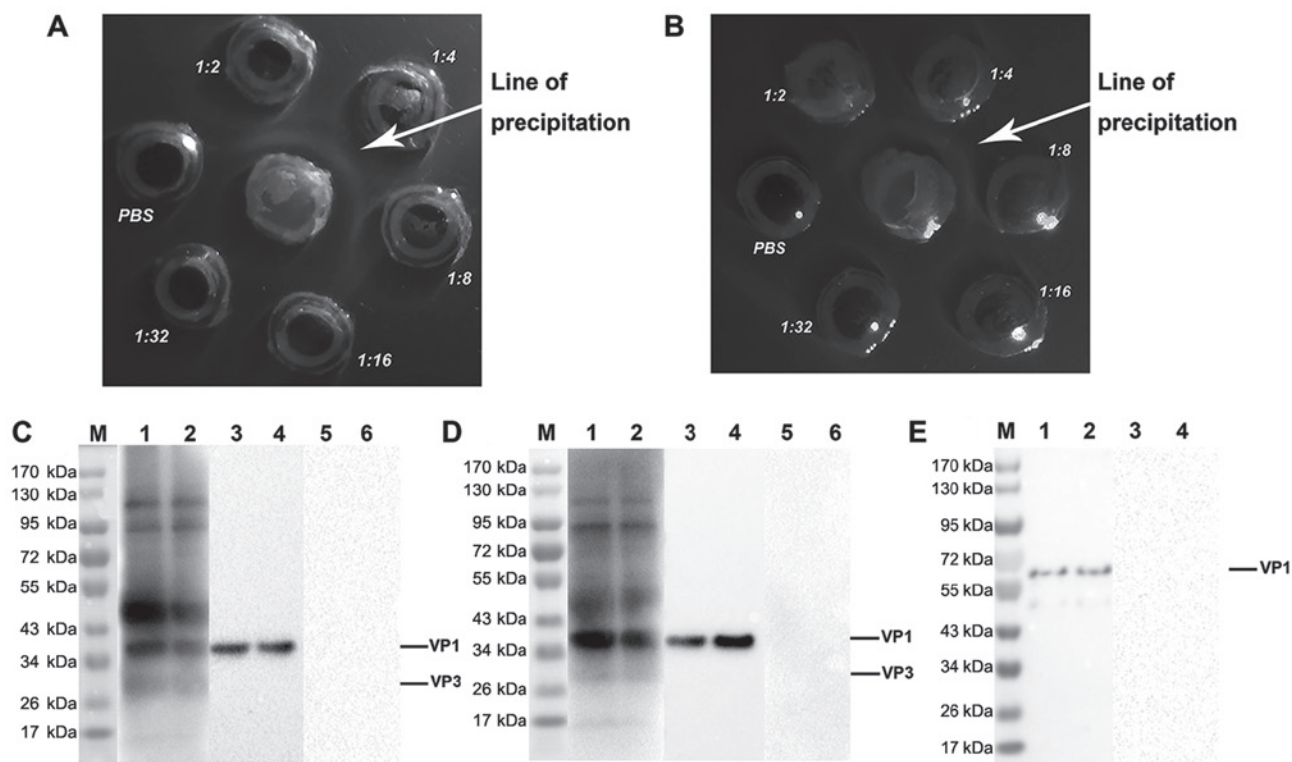 A
1:2
1:4
Line of
precipitation
PBS
1:8
1:32
1:16
B
1:2
1:4
Line of
precipitation
1:8
PBS
1:16
1:32
C M 1 2 3 4 5 6
170 kDa
130 kDa
95 kDa
72 kDa
55 kDa
43 kDa
34 kDa
26 kDa
17 kDa
VP1
VP3
D M 1 2 3 4 5 6
170 kDa
130 kDa
95 kDa
72 kDa
55 kDa
43 kDa
34 kDa
26 kDa
17 kDa
VP1
VP3
E M 1 2 3 4
170 kDa
130 kDa
95 kDa
72 kDa
55 kDa
43 kDa
34 kDa
26 kDa
17 kDa
VP1